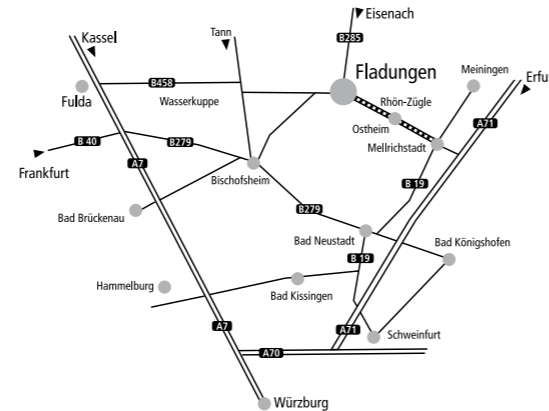 Eisenach
Kassel
Tann
B285
Fladungen
Meiningen
Erfu
B458
Fulda
Wasserkuppe
Rhön-Zügle
Ostheim
A71
B 40
B279
Mellrichstadt
A7
Frankfurt
Bischofsheim
B 19
Bad Brückenau
B279
Bad Neustadt
Bad Königshofen
B 19
Hammelburg
Bad Kissingen
A7
A71
Schweinfurt
A70
Würzburg